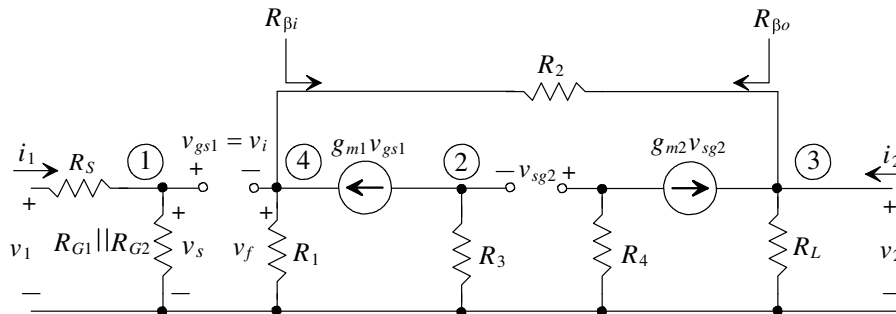 Rβi
Rβo
R2
vgs1 = vi
gm1vgs1
gm2vsg2
i1
RS
1
+
−
4
2
− vsg2 +
3
i2
+
v1
−
RG1||RG2
+
vs
−
+
vf
R1
R3
R4
RL
+
v2
−